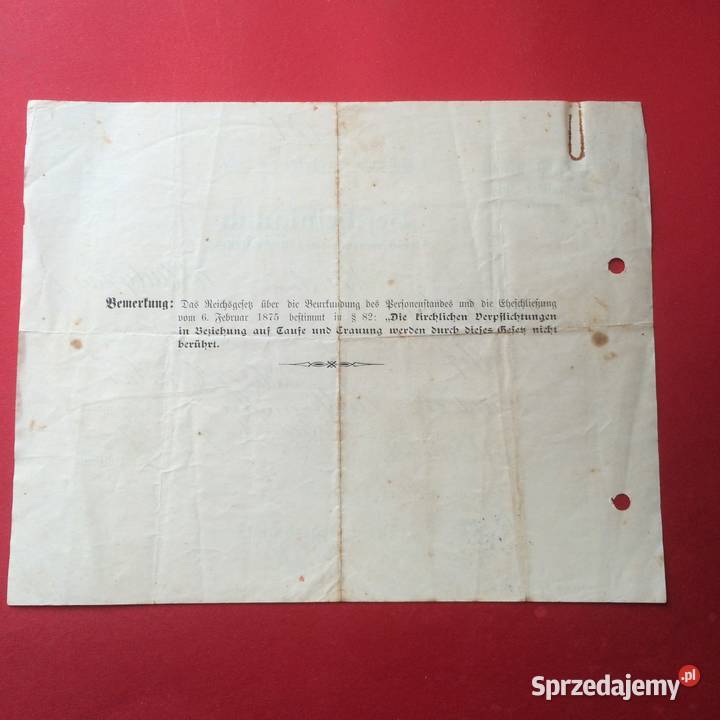 Bemerkung: Das Reichsgesetz über die Beurkundung des Personenstandes und die Eheschließung
vom 6. Februar 1875 bestimmt in § 82: „Die kirchlichen Verpflichtungen
in Beziehung auf Taufe und Trauung werden durch dieses Gesetz nicht
berührt.
Sprzedajemy.pl